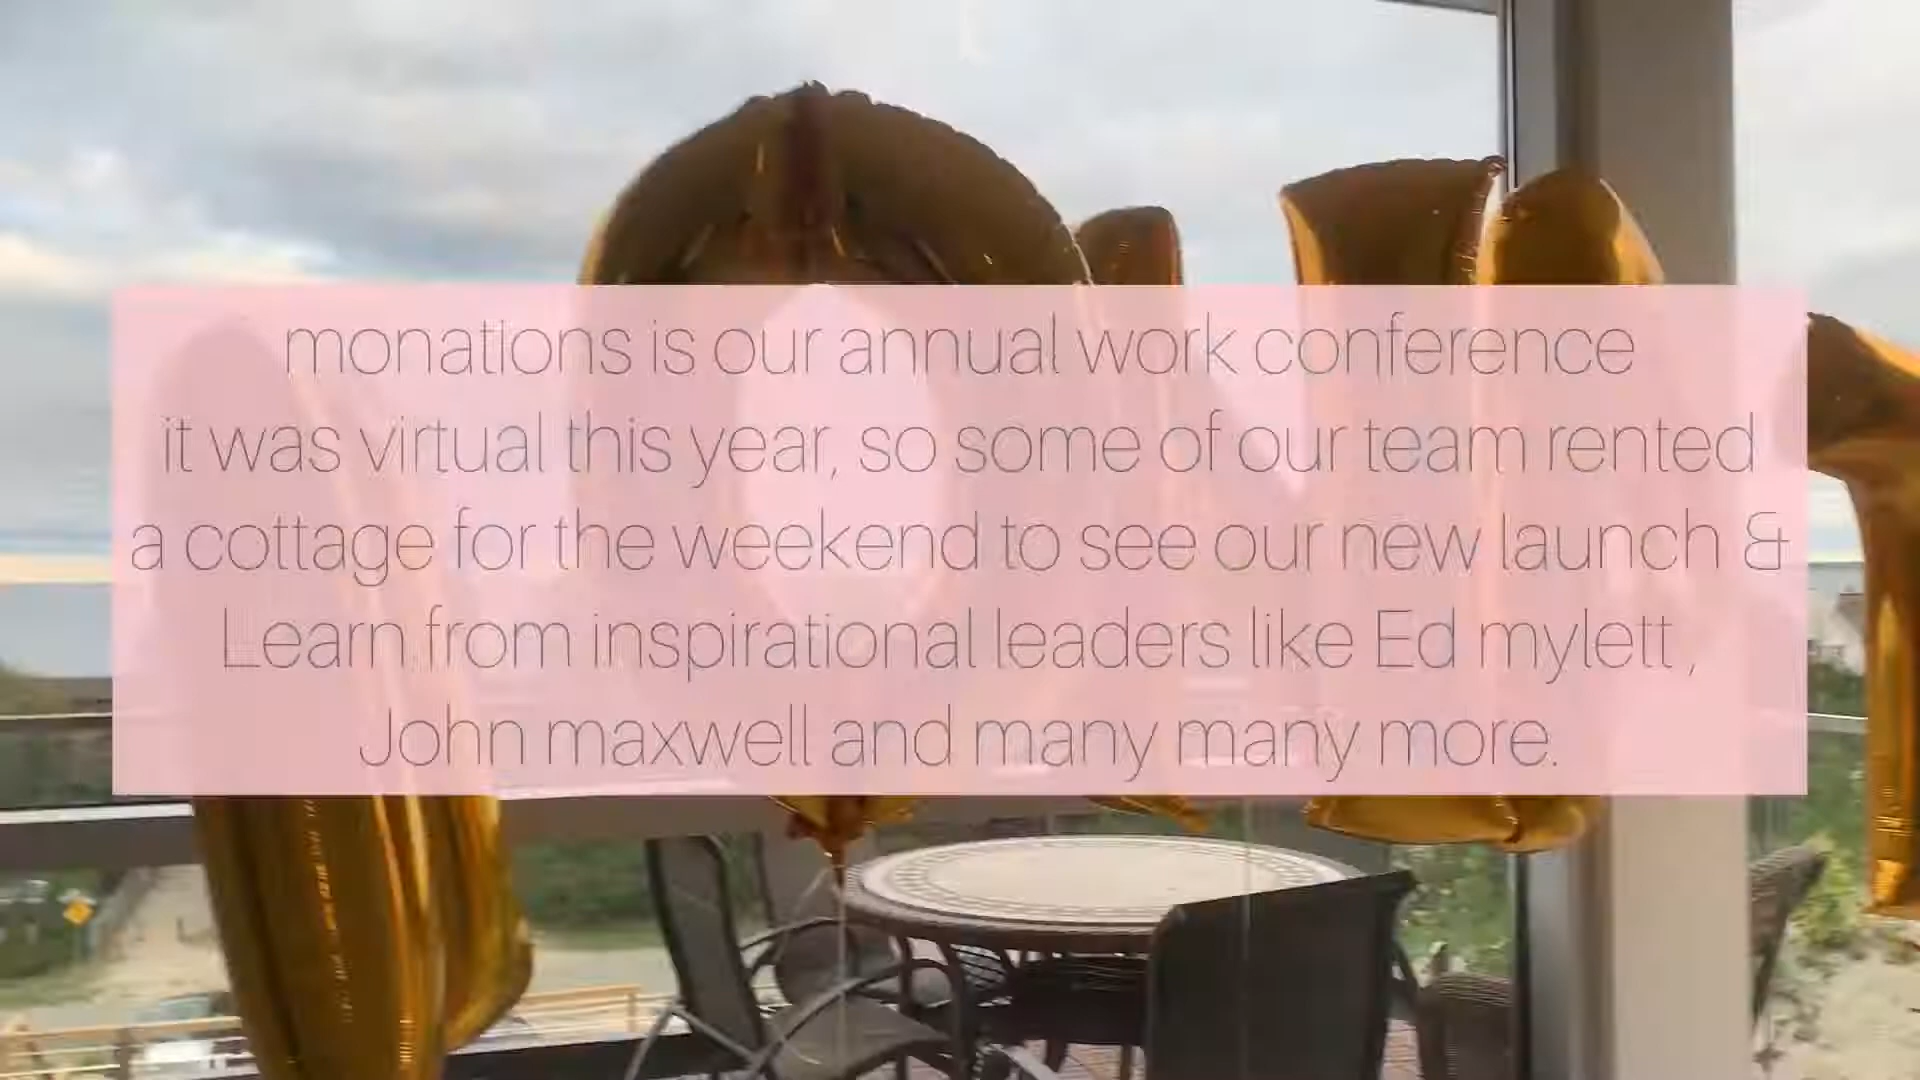 monations is our annual work conference
it was virtual this year, so some of our team rented
a cottage for the weekend to see our new launch &
Learn from inspirational leaders like Ed mylett ,
John maxwell and many many more.